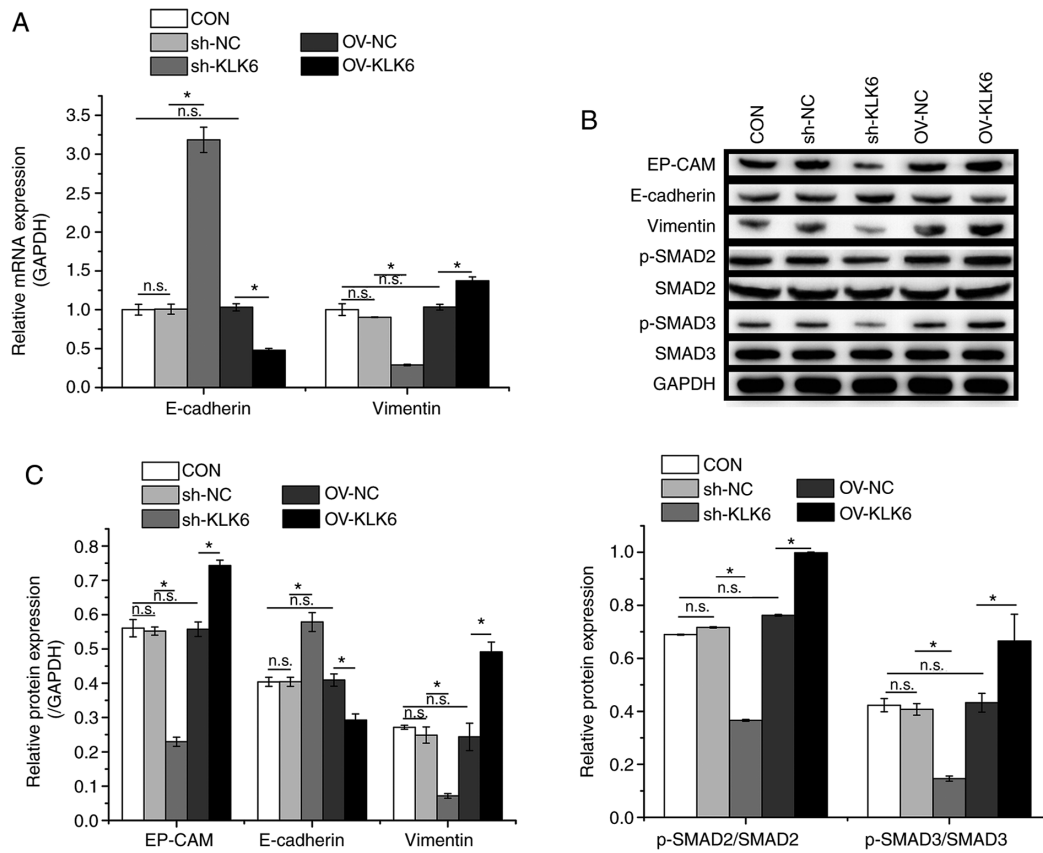 A
CON
sh-NC
OV-NC
sh-KLK6
OV-KLK6
Relative mRNA expression
(GAPDH)
3.5
3.0
2.5
2.0
1.5
1.0
0.5
0.0
*
n.s.
n.s.
*
*
n.s.
n.s.
*
E-cadherin
Vimentin
B
CON
sh-NC
sh-KLK6
OV-NC
OV-KLK6
EP-CAM
E-cadherin
Vimentin
p-SMAD2
SMAD2
p-SMAD3
SMAD3
GAPDH
C
CON
sh-NC
OV-NC
sh-KLK6
OV-KLK6
Relative protein expression
(/GAPDH)
0.8
0.7
0.6
0.5
0.4
0.3
0.2
0.1
0.0
*
*
n.s.
n.s.
*
n.s.
n.s.
*
*
*
n.s.
n.s.
EP-CAM
E-cadherin
Vimentin
CON
sh-NC
OV-NC
sh-KLK6
OV-KLK6
Relative protein expression
1.0
0.8
0.6
0.4
0.2
0.0
*
*
n.s.
n.s.
*
*
n.s.
n.s.
p-SMAD2/SMAD2
p-SMAD3/SMAD3